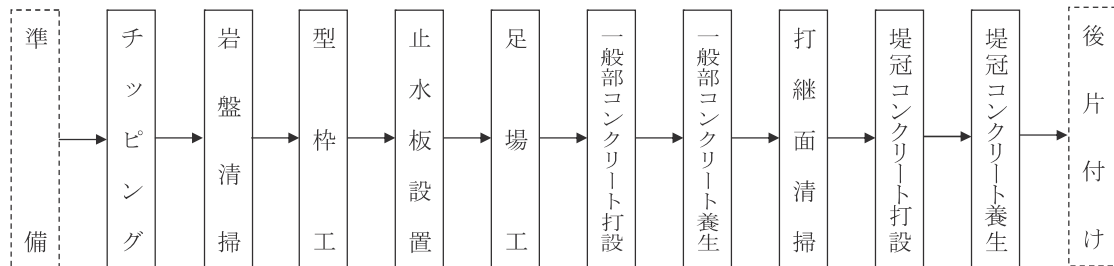 準備
チッピング
岩盤清掃
型枠工
止水板設置
足場工
一般部コンクリート打設
一般部コンクリート養生
打継面清掃
堤冠コンクリート打設
堤冠コンクリート養生
後片付け